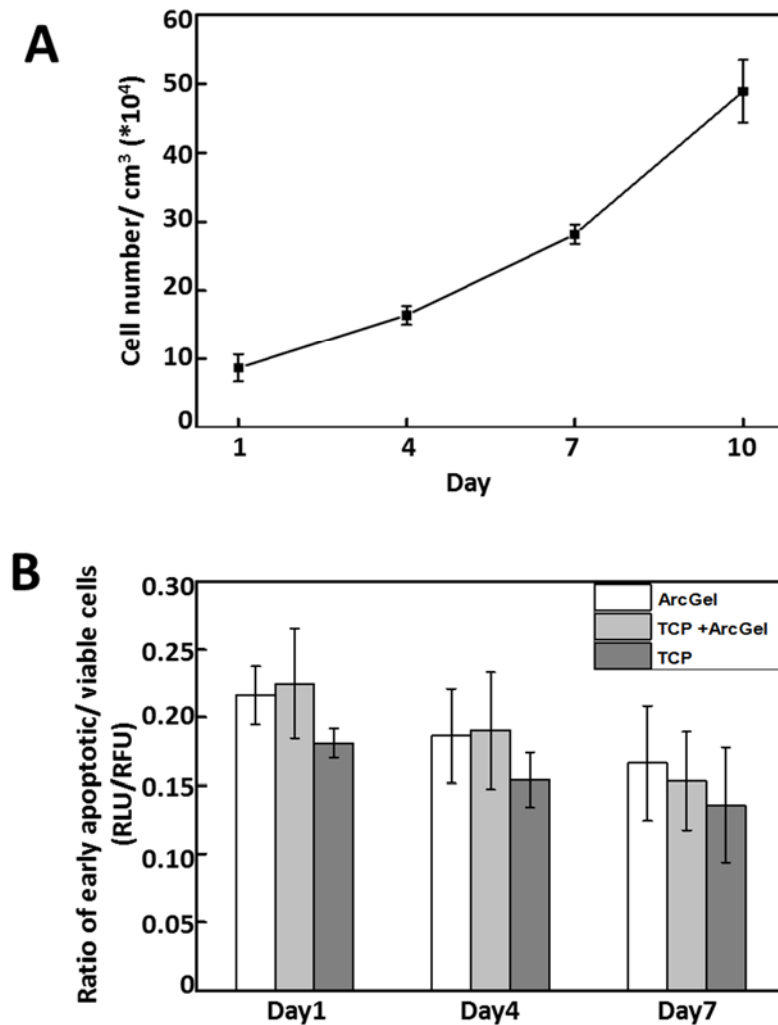 A
Cell number/ cm³ (*10⁴)
60
50
40
30
20
10
0
1 4 7 10
Day
B
Ratio of early apoptotic/ viable cells
(RLU/RFU)
0.30
0.25
0.20
0.15
0.10
0.05
0
ArcGel
TCP +ArcGel
TCP
Day1 Day4 Day7